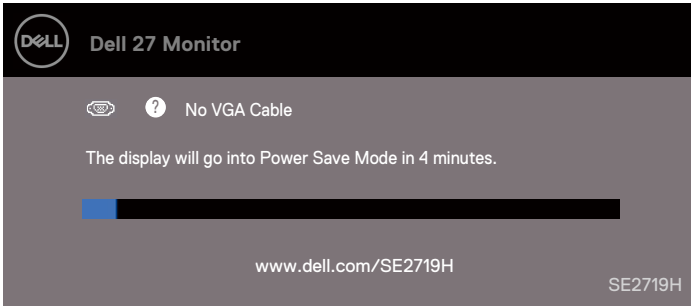 DELL
Dell 27 Monitor
? No VGA Cable
The display will go into Power Save Mode in 4 minutes.
www.dell.com/SE2719H
SE2719H